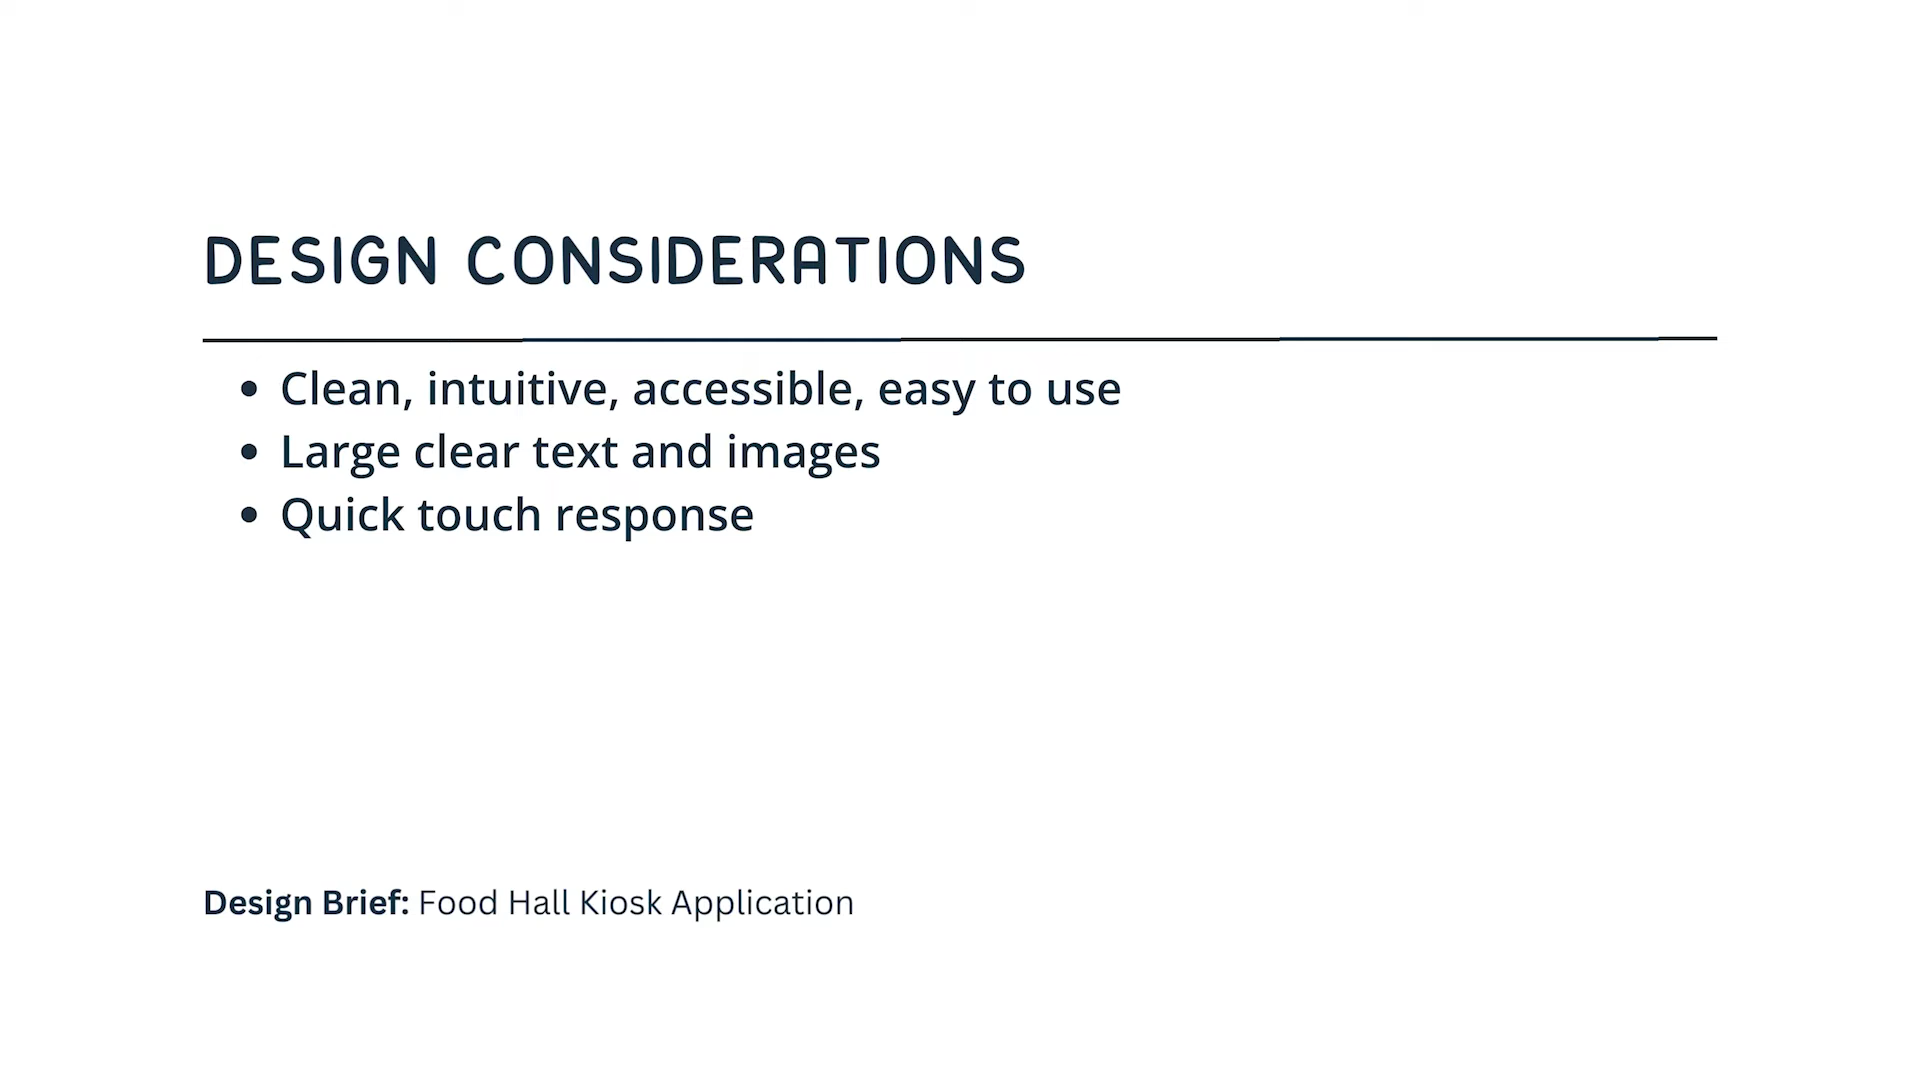 DESIGN CONSIDERATIONS
• Clean, intuitive, accessible, easy to use
• Large clear text and images
• Quick touch response
Design Brief: Food Hall Kiosk Application